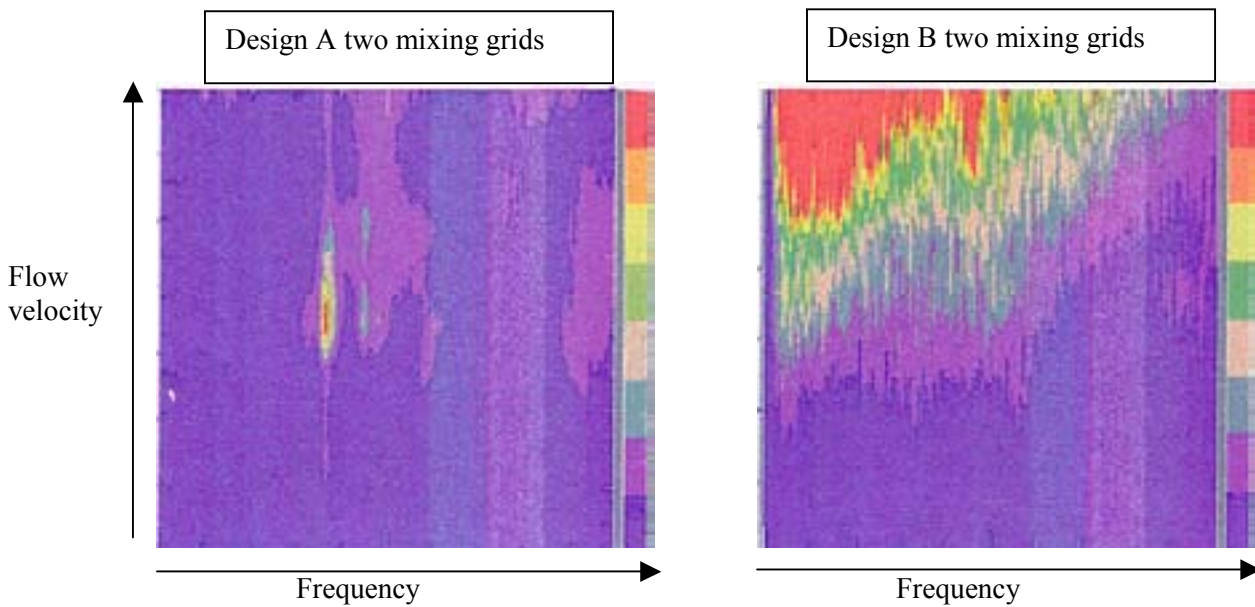 Design A two mixing grids
Design B two mixing grids
Flow
velocity
Frequency
Frequency